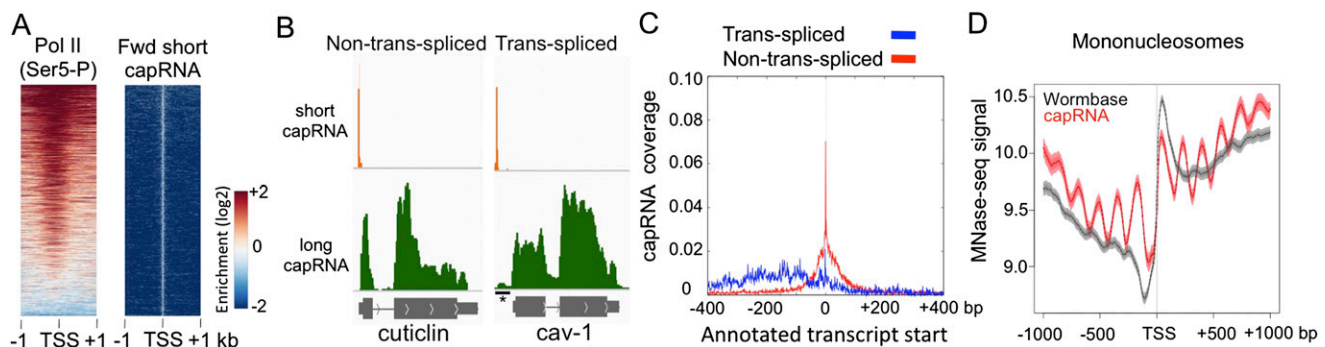 A
Pol II
(Ser5-P)
Fwd short
capRNA
Enrichment (log2)
+2
0
−2
-1 TSS +1
-1 TSS +1 kb
B
Non-trans-spliced
Trans-spliced
short
capRNA
long
capRNA
*
cuticlin
cav-1
C
Trans-spliced
Non-trans-spliced
capRNA coverage
0.10
0.08
0.06
0.04
0.02
0
-400
+200
0
+200
+400 bp
Annotated transcript start
D
Mononucleosomes
Wormbase
capRNA
MNase-seq signal
10.5
10.0
9.5
9.0
-1000
-500
TSS
+500
+1000 bp